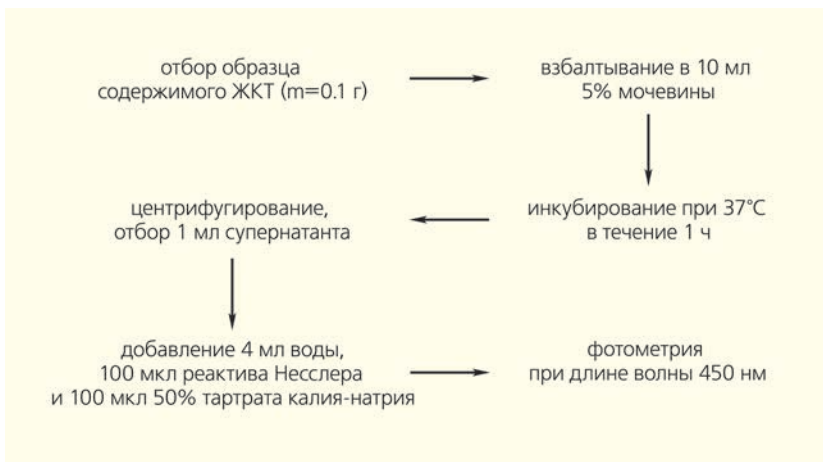 отбор образца
содержимого ЖКТ (m=0.1 г)
взбалтывание в 10 мл
5% мочевины
инкубирование при 37°C
в течение 1 ч
центрифугирование,
отбор 1 мл супернатанта
добавление 4 мл воды,
100 мкл реактива Несслера
и 100 мкл 50% тартрата калия-натрия
фотометрия
при длине волны 450 нм